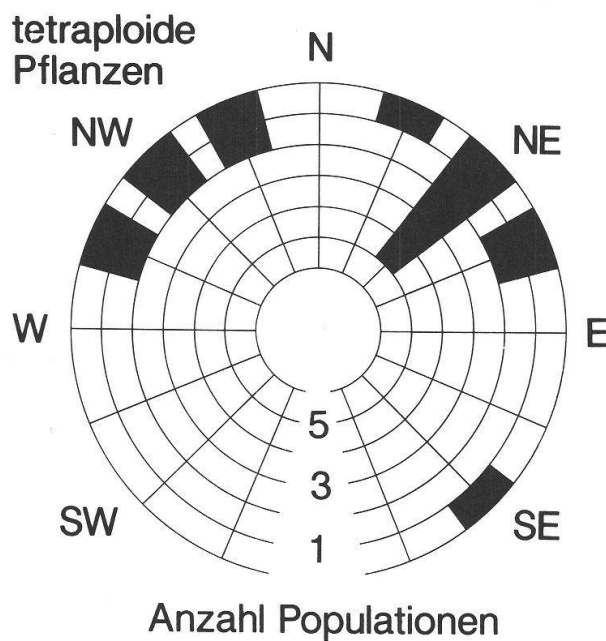 tetraploide
Pflanzen
N
NW
NE
W
E
5
3
SW
SE
1
Anzahl Populationen